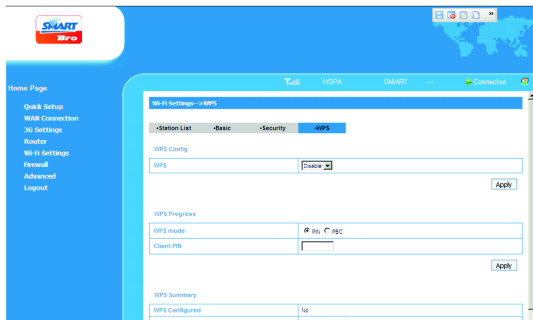 SMART
Bro
HSPA
SMART
Connected
Home Page
Quick Setup
WAN Connection
3G Settings
Router
Wi-Fi Settings
Firewall
Advanced
Logout
Wi-Fi Settings-->WPS
•Station List
•Basic
•Security
•WPS
WPS Config
WPS
Disable
Apply
WPS Progress
WPS mode
PIN
PBC
Client PIN
Apply
WPS Summary
WPS Configured
No